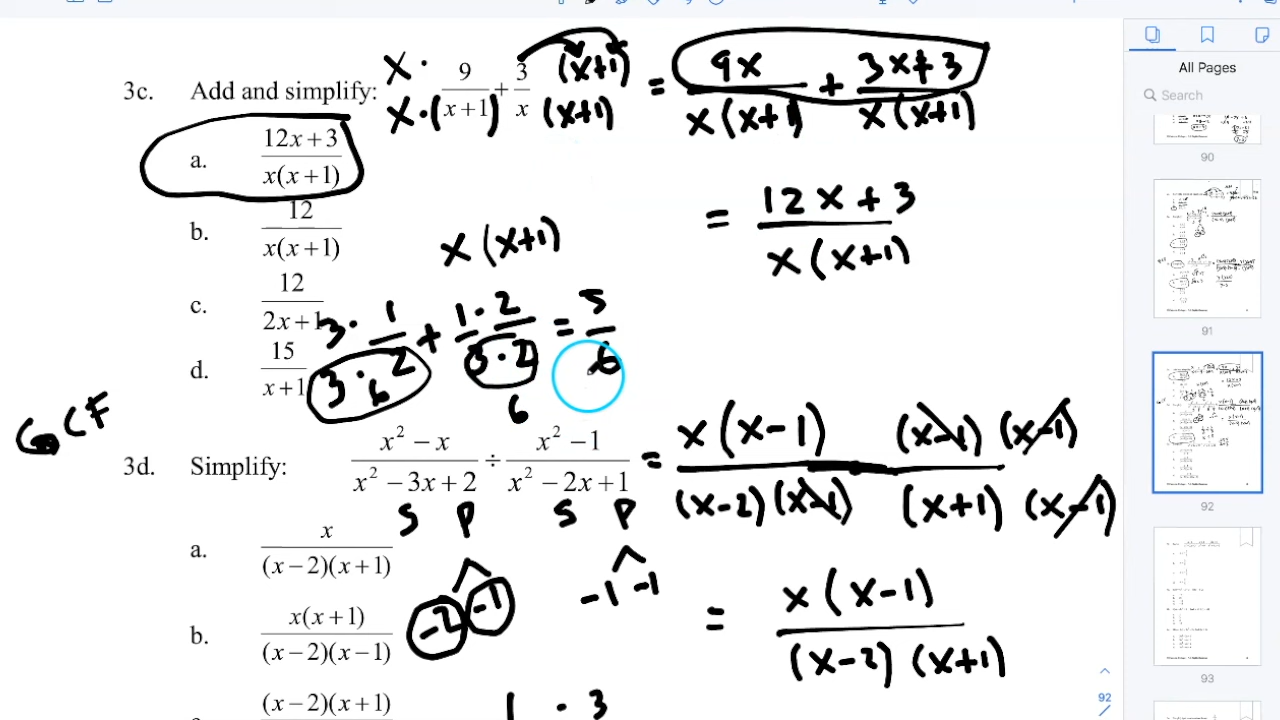 3c. Add and simplify: x · 9/(x+1) · x + 3/x (x+1)/(x+1) = 9x/x(x+1) + 3x+3/x(x+1)
a. 12x+3/x(x+1)
= 12x+3/x(x+1)
b. 12/x(x+1)
x(x+1)
c. 12/2x+1
3 · 1/3 · 2 + 1 · 2/3 · 2 = 5/6
6
6
d. 15/x+1
GCF
3d. Simplify: x² − x/x² − 3x + 2 ÷ x² − 1/x² − 2x + 1 = x(x−1)/(x−2)(x−1) (x−1)(x−1)/(x+1)(x−1)
S P S P
a. x/(x−2)(x+1)
-2 -1 -1 -1
= x(x−1)/(x−2)(x+1)
b. x(x+1)/(x−2)(x−1)
(x−2)(x+1)
1 · 3
All Pages
Search
90
91
92
93
92